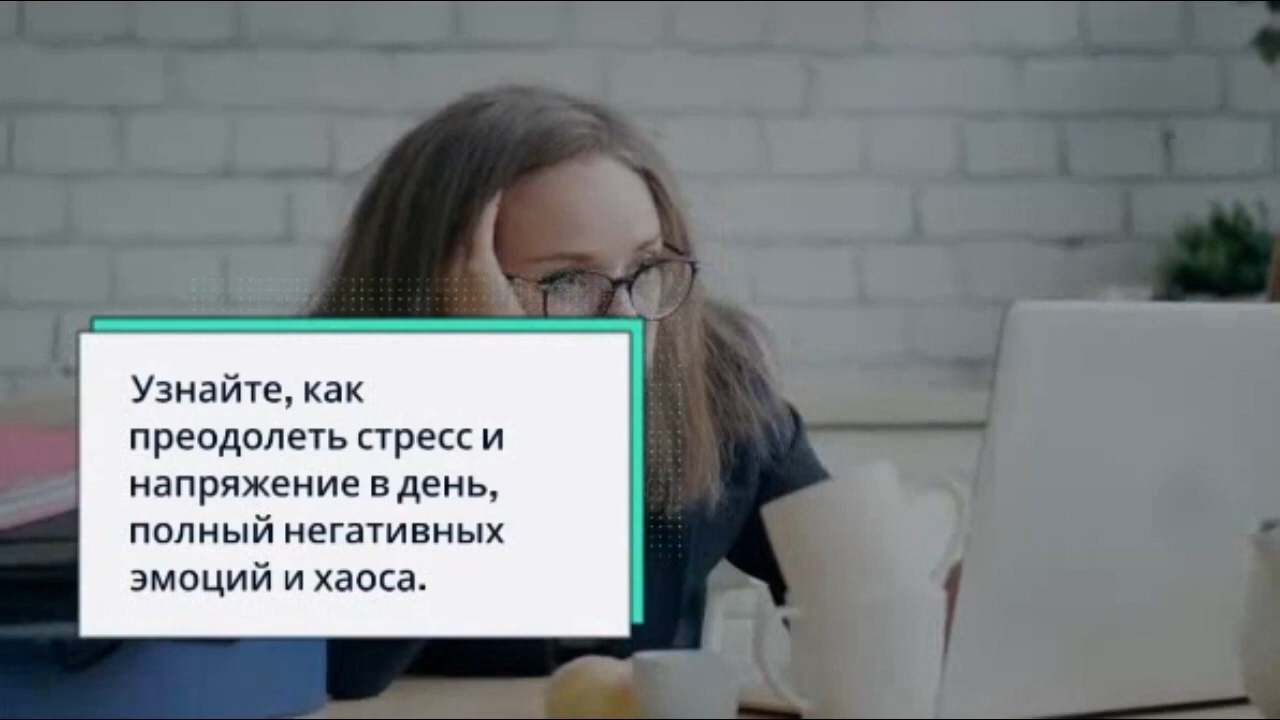 Узнайте, как
преодолеть стресс и
напряжение в день,
полный негативных
эмоций и хаоса.